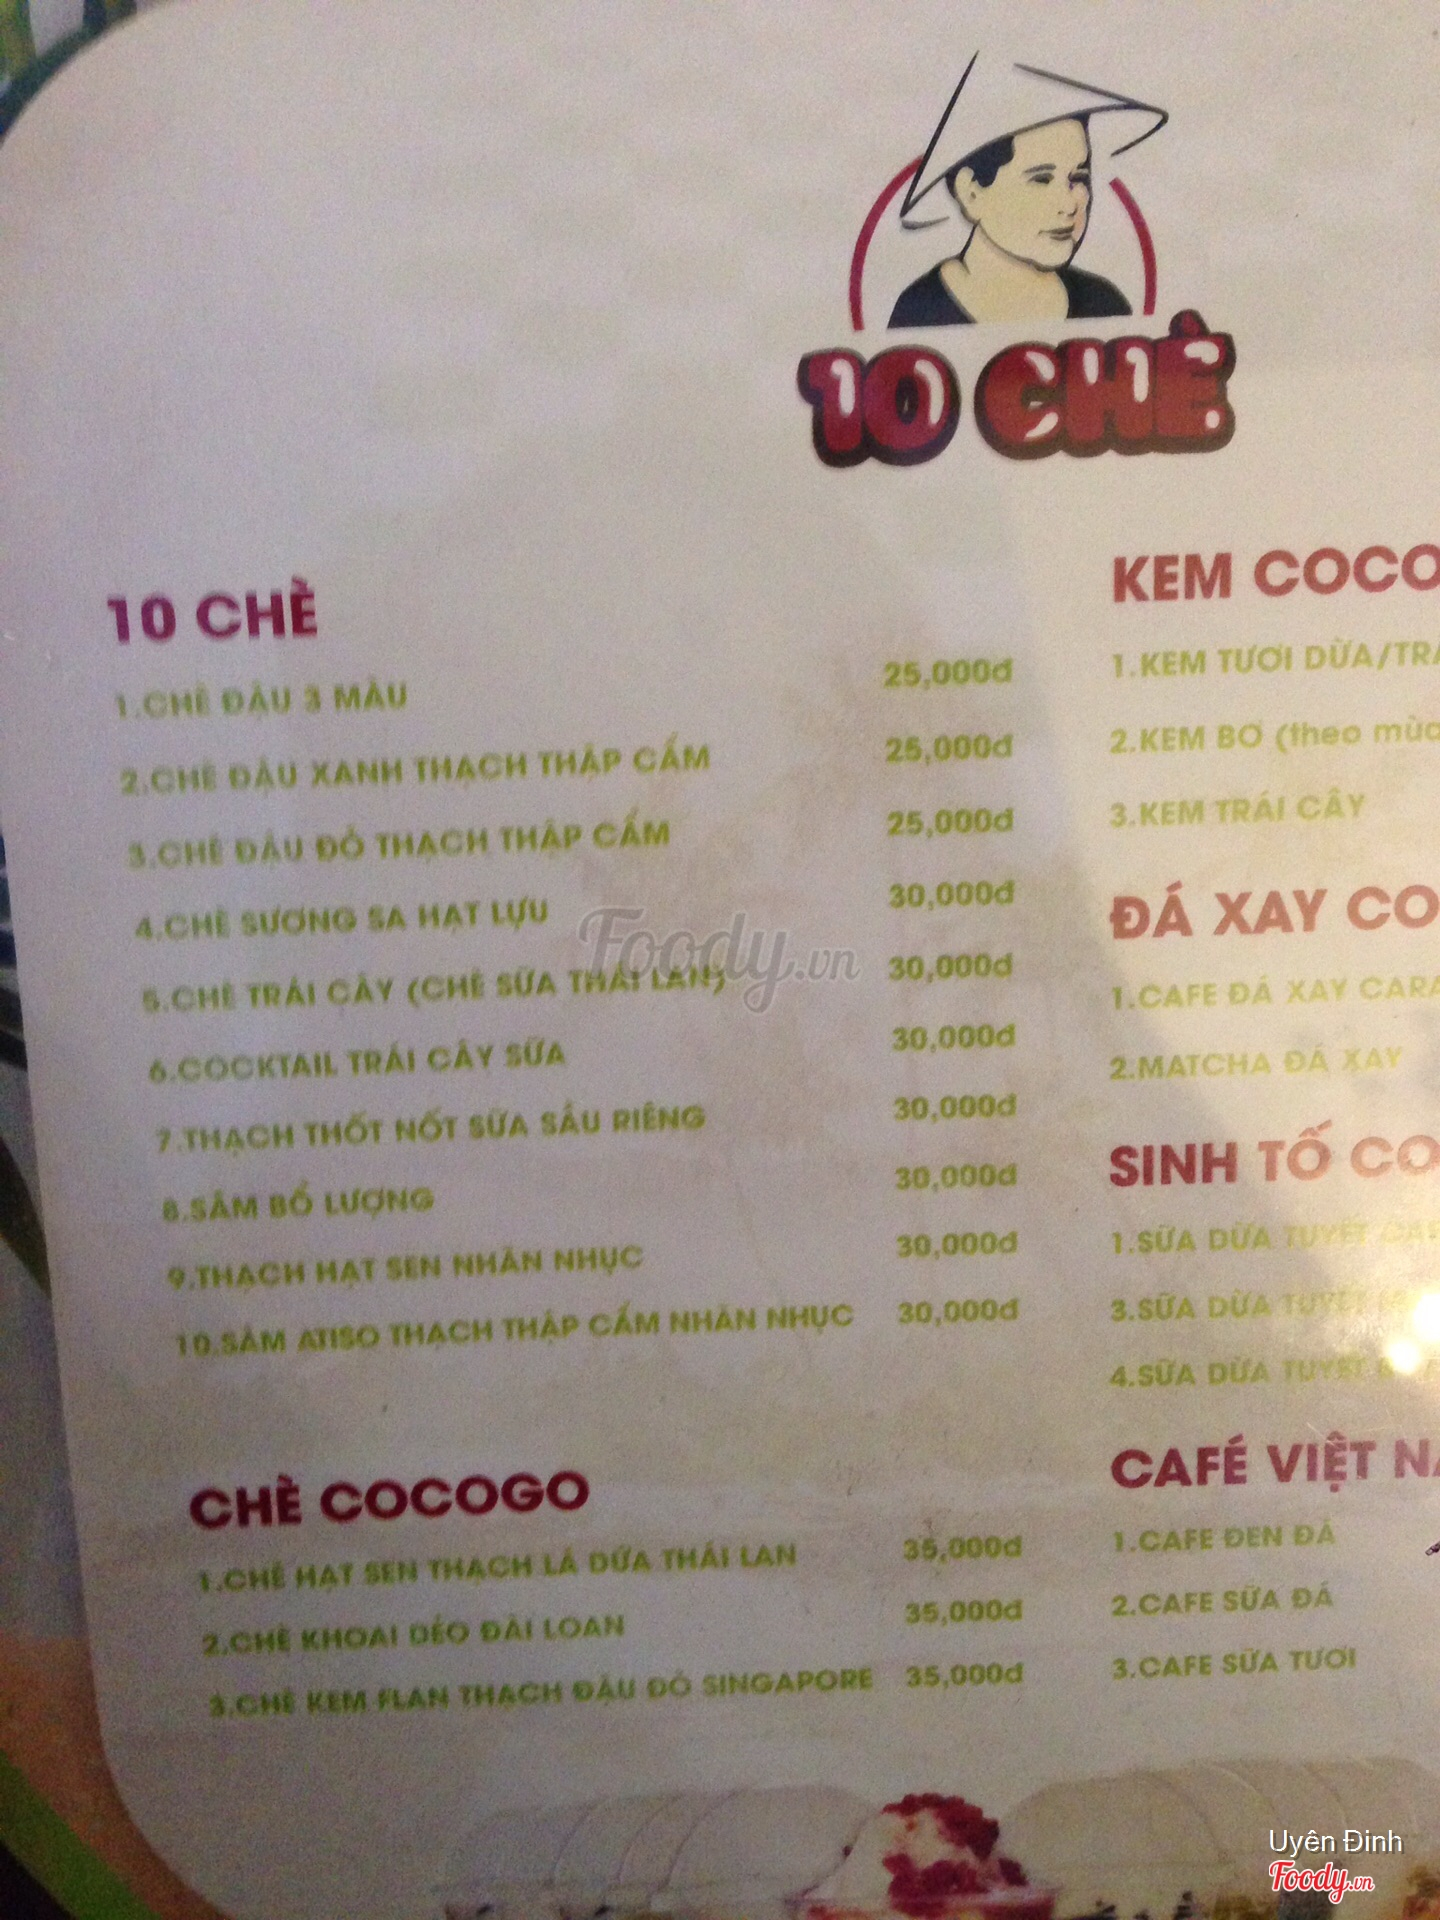 10 CHÈ
10 CHÈ
1.CHÈ ĐẬU 3 MÀU 25,000đ
2.CHÈ ĐẬU XANH THẠCH THẬP CẨM 25,000đ
3.CHÈ ĐẬU ĐỎ THẠCH THẬP CẨM 25,000đ
4.CHÈ SƯƠNG SA HẠT LỰU 30,000đ
5.CHÈ TRÁI CÂY (CHÈ SỮA THÁI LAN) 30,000đ
6.COCKTAIL TRÁI CÂY SỮA 30,000đ
7.THẠCH THỐT NỐT SỮA SẦU RIÊNG 30,000đ
8.SÂM BỔ LƯỢNG 30,000đ
9.THẠCH HẠT SEN NHÃN NHỤC 30,000đ
10.SÂM ATISO THẠCH THẬP CẨM NHÃN NHỤC 30,000đ
CHÈ COCOGO
1.CHÈ HẠT SEN THẠCH LÁ DỨA THÁI LAN 35,000đ
2.CHÈ KHOAI DẺO ĐÀI LOAN 35,000đ
3.CHÈ KEM FLAN THẠCH ĐẬU ĐỎ SINGAPORE 35,000đ
KEM COCO
1.KEM TƯƠI DỪA/TRÁ
2.KEM BƠ (theo mùa
3.KEM TRÁI CÂY
ĐÁ XAY CO
1.CAFE ĐÁ XAY CARA
2.MATCHA ĐÁ XAY
SINH TỐ CO
1.SỮA DỪA TUYẾT
3.SỮA DỪA TUYẾT
4.SỮA DỪA TUYẾT
CAFÉ VIỆT NA
1.CAFE ĐEN ĐÁ
2.CAFE SỮA ĐÁ
3.CAFE SỮA TƯƠI
Foody.vn
Uyên Đinh
Foody.vn